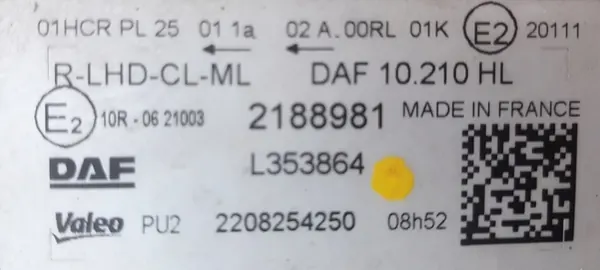 01HCR PL 25 01 1a 02 A.00RL 01K E2 20111
R-LHD-CL-ML DAF 10.210 HL
E2 10R - 06 21003 2188981 MADE IN FRANCE
DAF L353864
Valeo PU2 2208254250 08h52